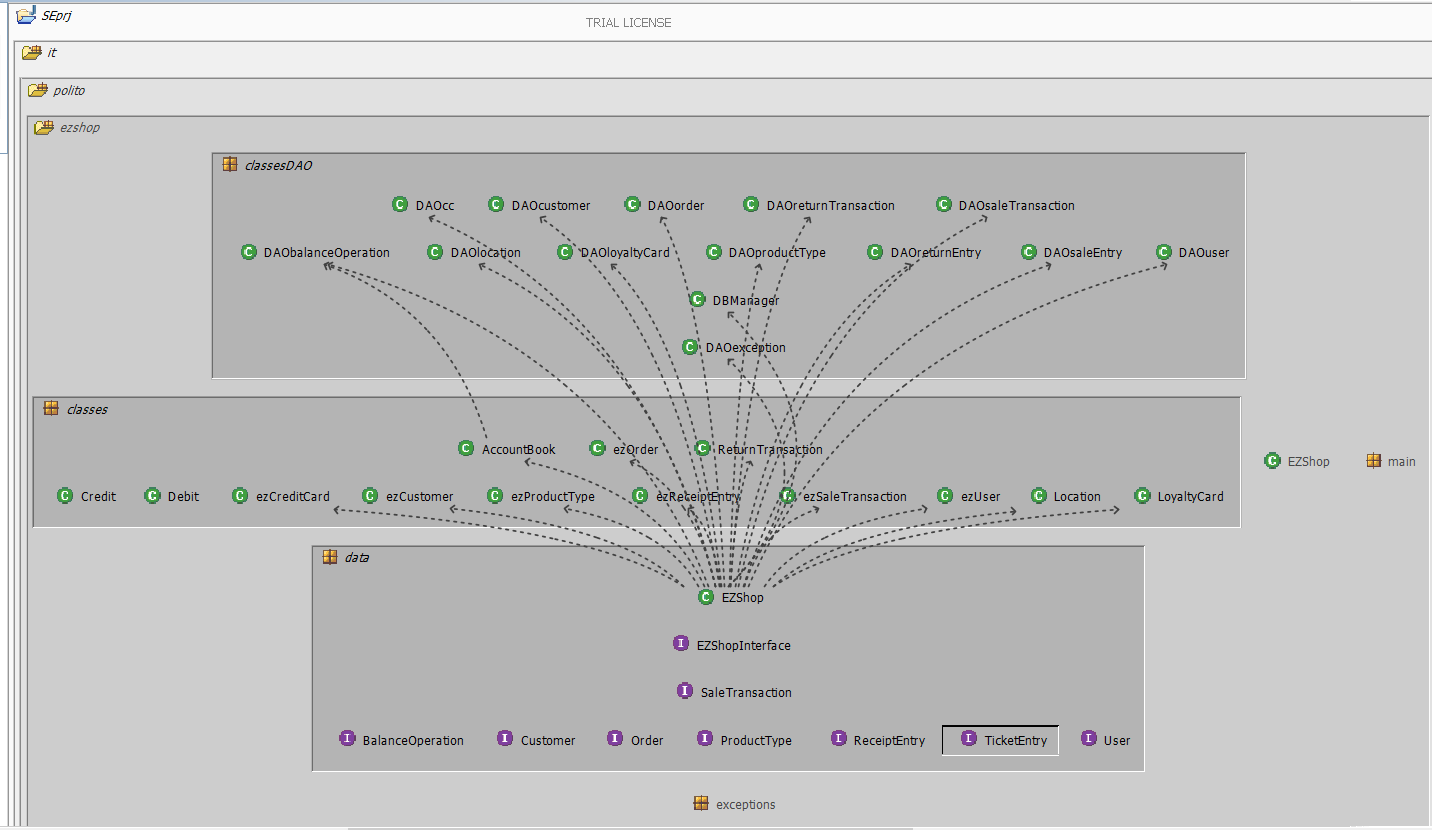 SEprj
TRIAL LICENSE
it
polito
ezshop
classesDAO
DAOcc DAOcustomer DAOorder DAOreturnTransaction DAOsaleTransaction
DAObalanceOperation DAOlocation DAOloyaltyCard DAOproductType DAOreturnEntry DAOsaleEntry DAOuser
DBManager
DAOexception
classes
AccountBook ezOrder ReturnTransaction
EZShop main
Credit Debit ezCreditCard ezCustomer ezProductType ezReceiptEntry ezSaleTransaction ezUser Location LoyaltyCard
data
EZShop
EZShopInterface
SaleTransaction
BalanceOperation Customer Order ProductType ReceiptEntry TicketEntry User
exceptions